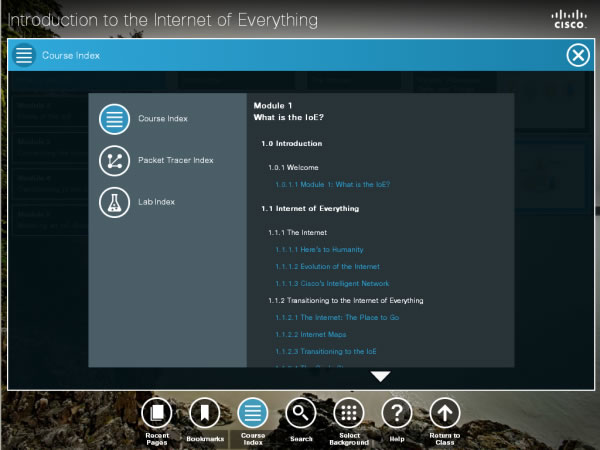 Introduction to the Internet of Everything
CISCO
Course Index
Course Index
Packet Tracer Index
Lab Index
Module 1
What is the IoE?
1.0 Introduction
1.0.1 Welcome
1.0.1.1 Module 1: What is the IoE?
1.1 Internet of Everything
1.1.1 The Internet
1.1.1.1 Here's to Humanity
1.1.1.2 Evolution of the Internet
1.1.1.3 Cisco's Intelligent Network
1.1.2 Transitioning to the Internet of Everything
1.1.2.1 The Internet: The Place to Go
1.1.2.2 Internet Maps
1.1.2.3 Transitioning to the IoE
Recent Pages
Bookmarks
Course Index
Search
Select Background
Help
Return to Class